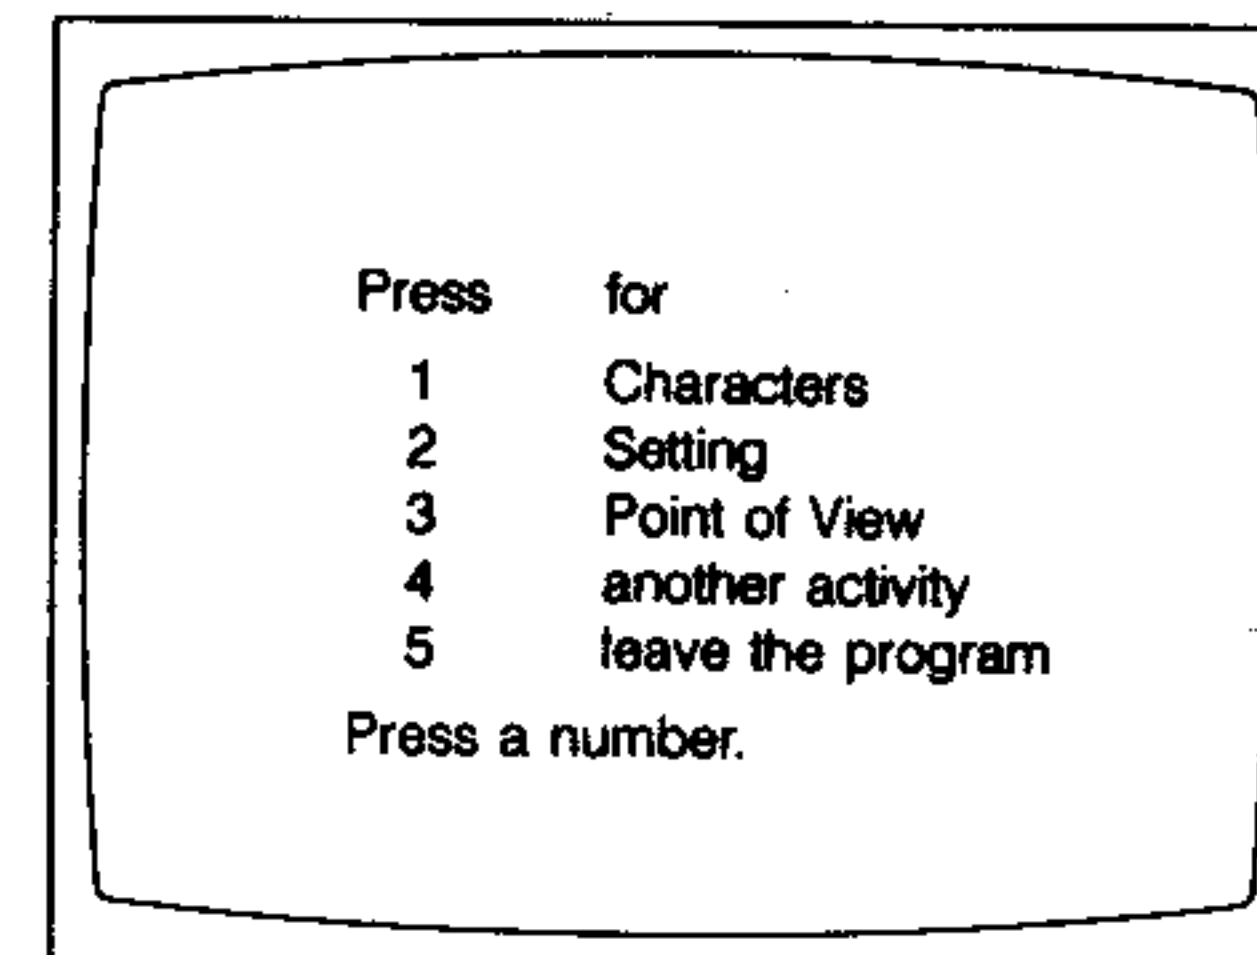 Press for
1 Characters
2 Setting
3 Point of View
4 another activity
5 leave the program
Press a number.